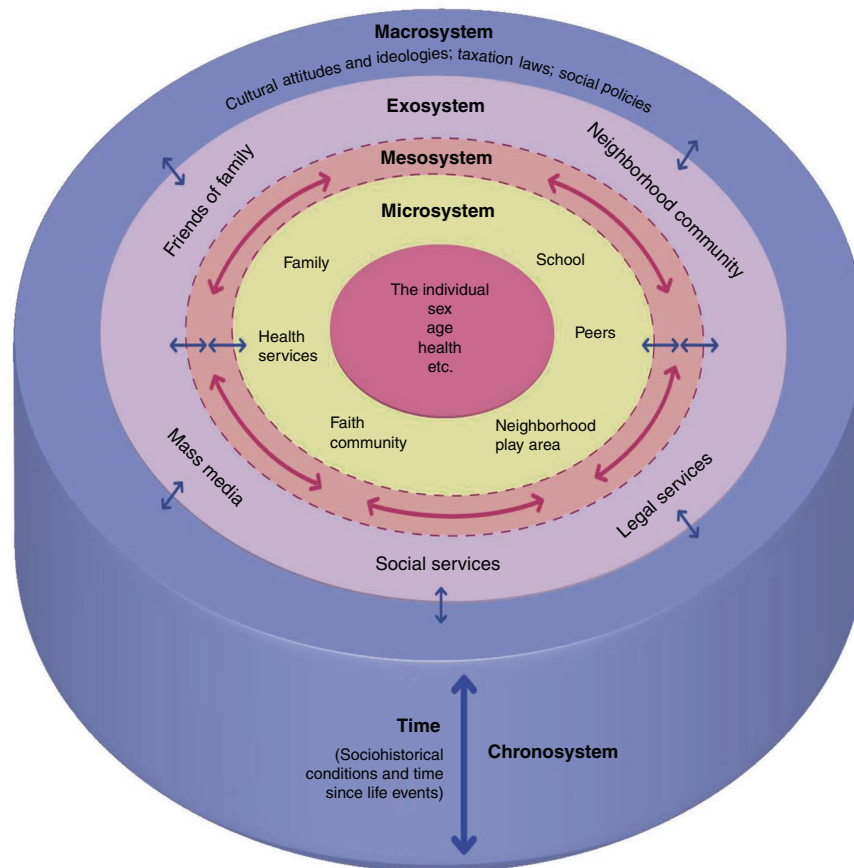 Macrosystem
Cultural attitudes and ideologies; taxation laws; social policies
Exosystem
Friends of family
Neighborhood community
Mesosystem
Microsystem
Family
School
The individual
sex
age
health
etc.
Health
services
Peers
Faith
community
Neighborhood
play area
Mass media
Legal services
Social services
Time
(Sociohistorical
conditions and time
since life events)
Chronosystem